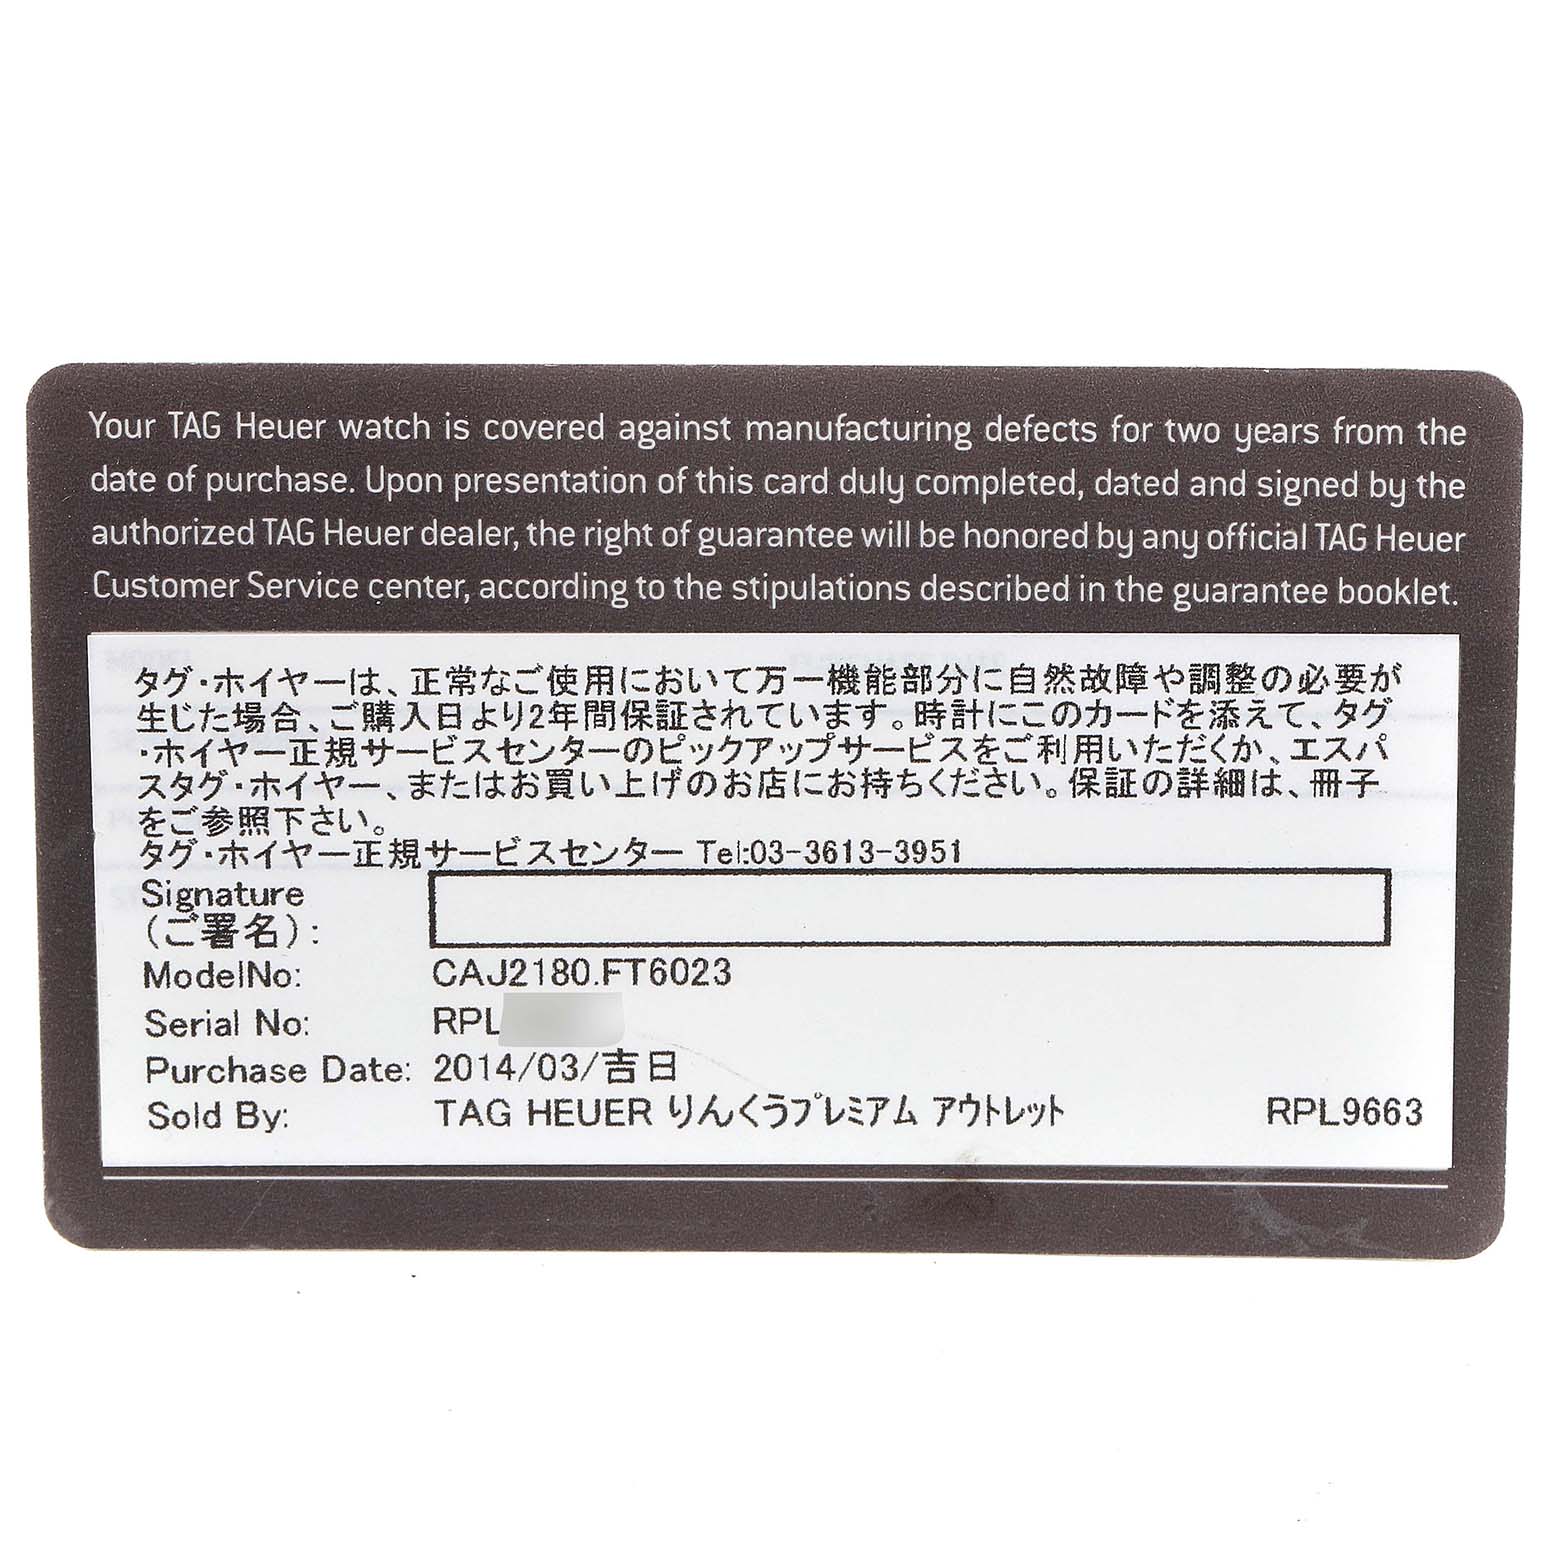 Your TAG Heuer watch is covered against manufacturing defects for two years from the
date of purchase. Upon presentation of this card duly completed, dated and signed by the
authorized TAG Heuer dealer, the right of guarantee will be honored by any official TAG Heuer
Customer Service center, according to the stipulations described in the guarantee booklet.
タグ・ホイヤーは、正常なご使用において万一機能部分に自然故障や調整の必要が
生じた場合、ご購入日より2年間保証されています。時計にこのカードを添えて、タグ
・ホイヤー正規サービスセンターのピックアップサービスをご利用いただくか、エスパ
スタグ・ホイヤー、またはお買い上げのお店にお持ちください。保証の詳細は、冊子
をご参照下さい。
タグ・ホイヤー正規サービスセンター Tel:03-3613-3951
Signature
(ご署名):
ModelNo: CAJ2180.FT6023
Serial No: RPL
Purchase Date: 2014/03/吉日
Sold By: TAG HEUER りんくうプレミアム アウトレット RPL9663